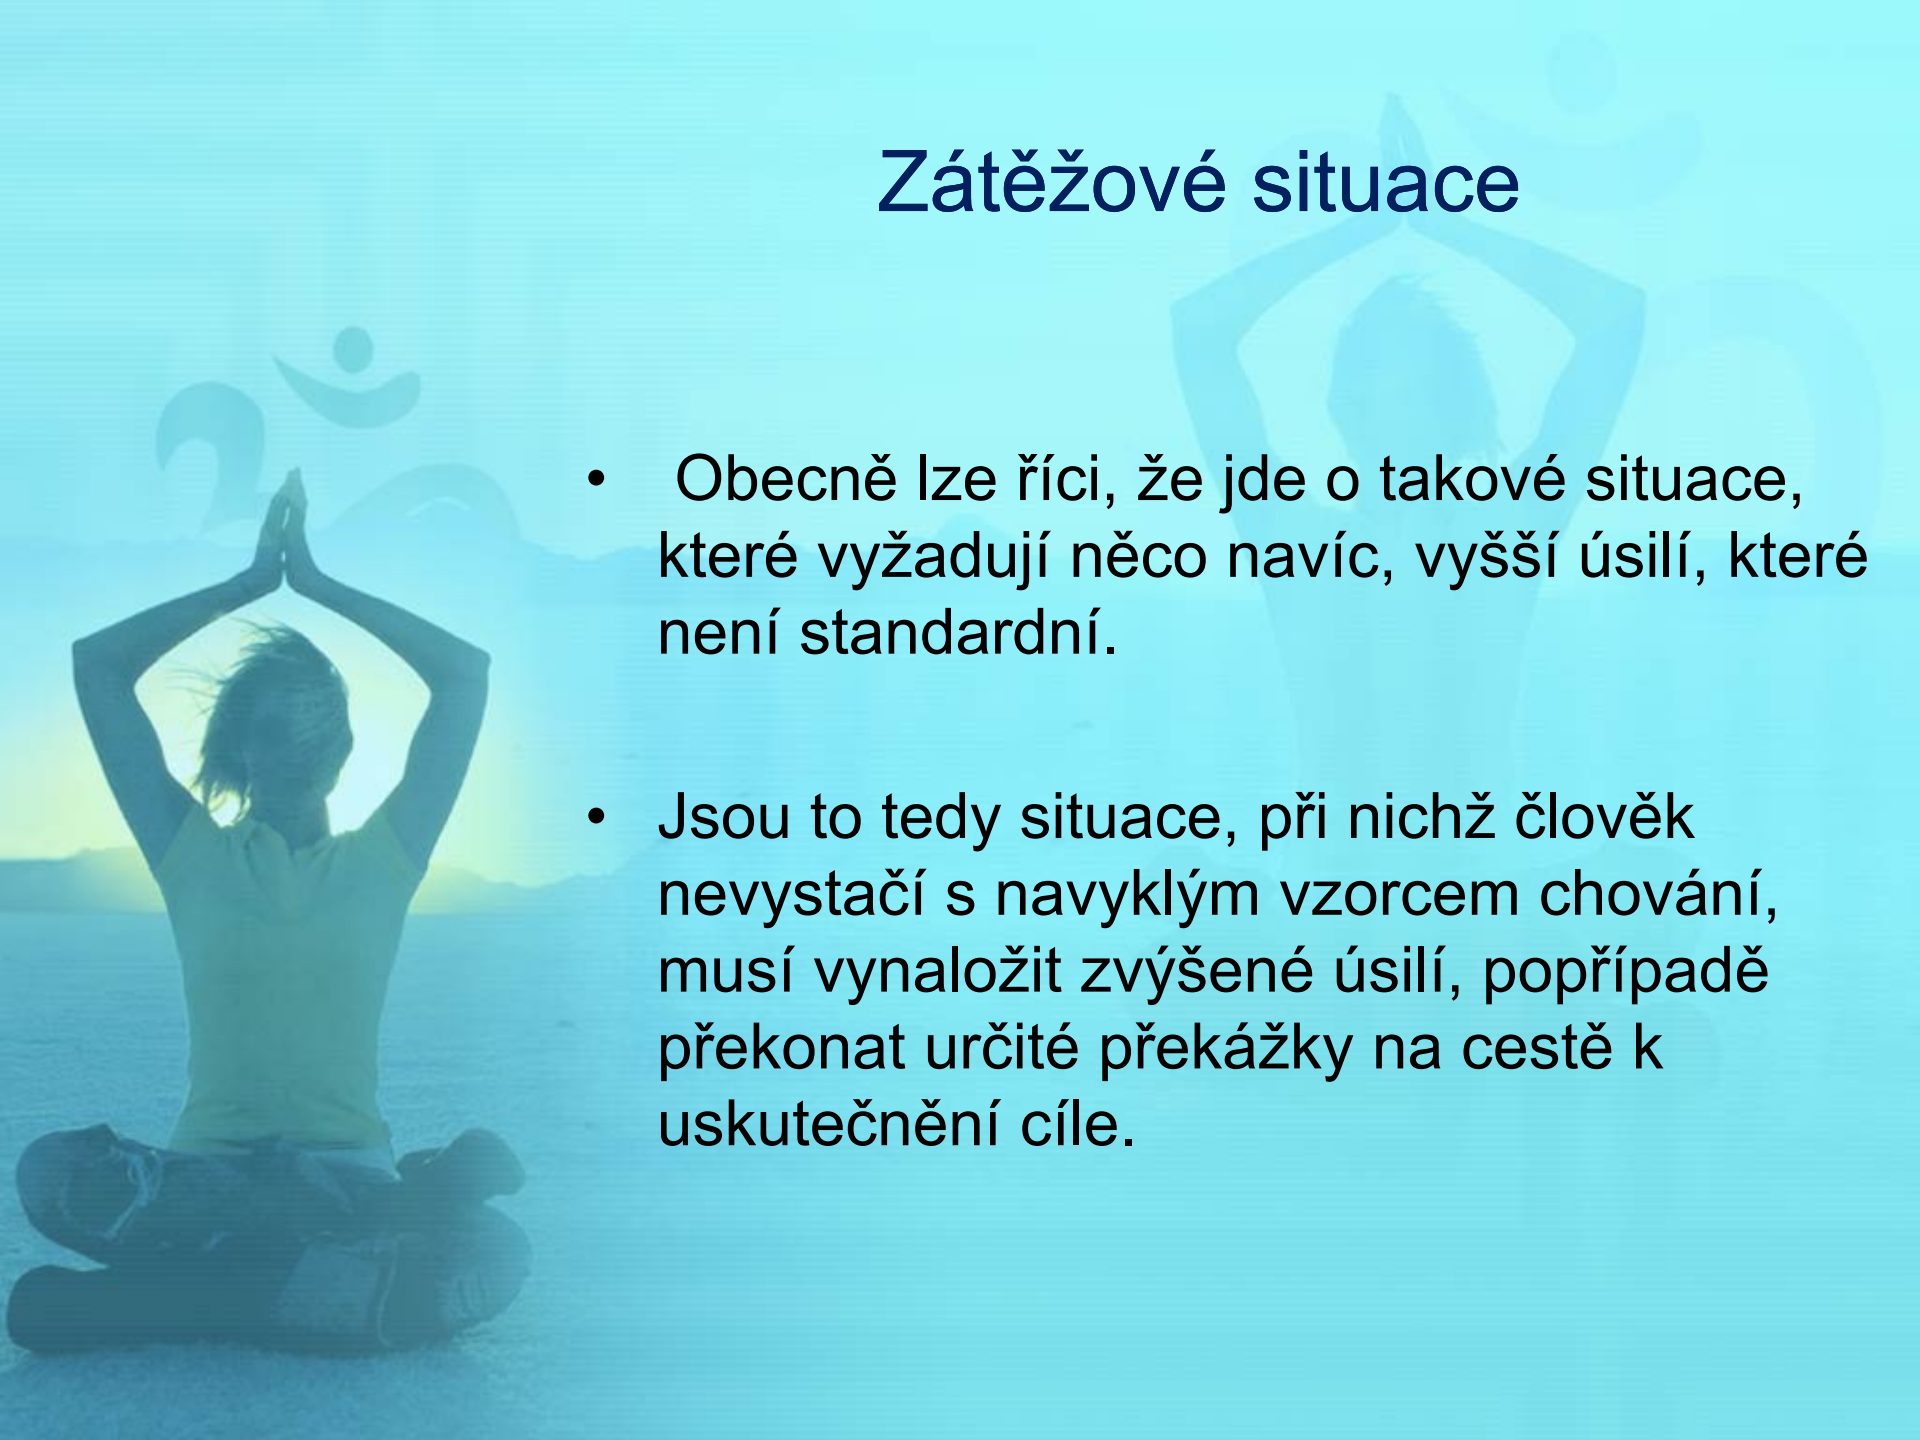 Zátěžové situace
• Obecně lze říci, že jde o takové situace,
které vyžadují něco navíc, vyšší úsilí, které
není standardní.
• Jsou to tedy situace, při nichž člověk
nevystačí s navyklým vzorcem chování,
musí vynaložit zvýšené úsilí, popřípadě
překonat určité překážky na cestě k
uskutečnění cíle.